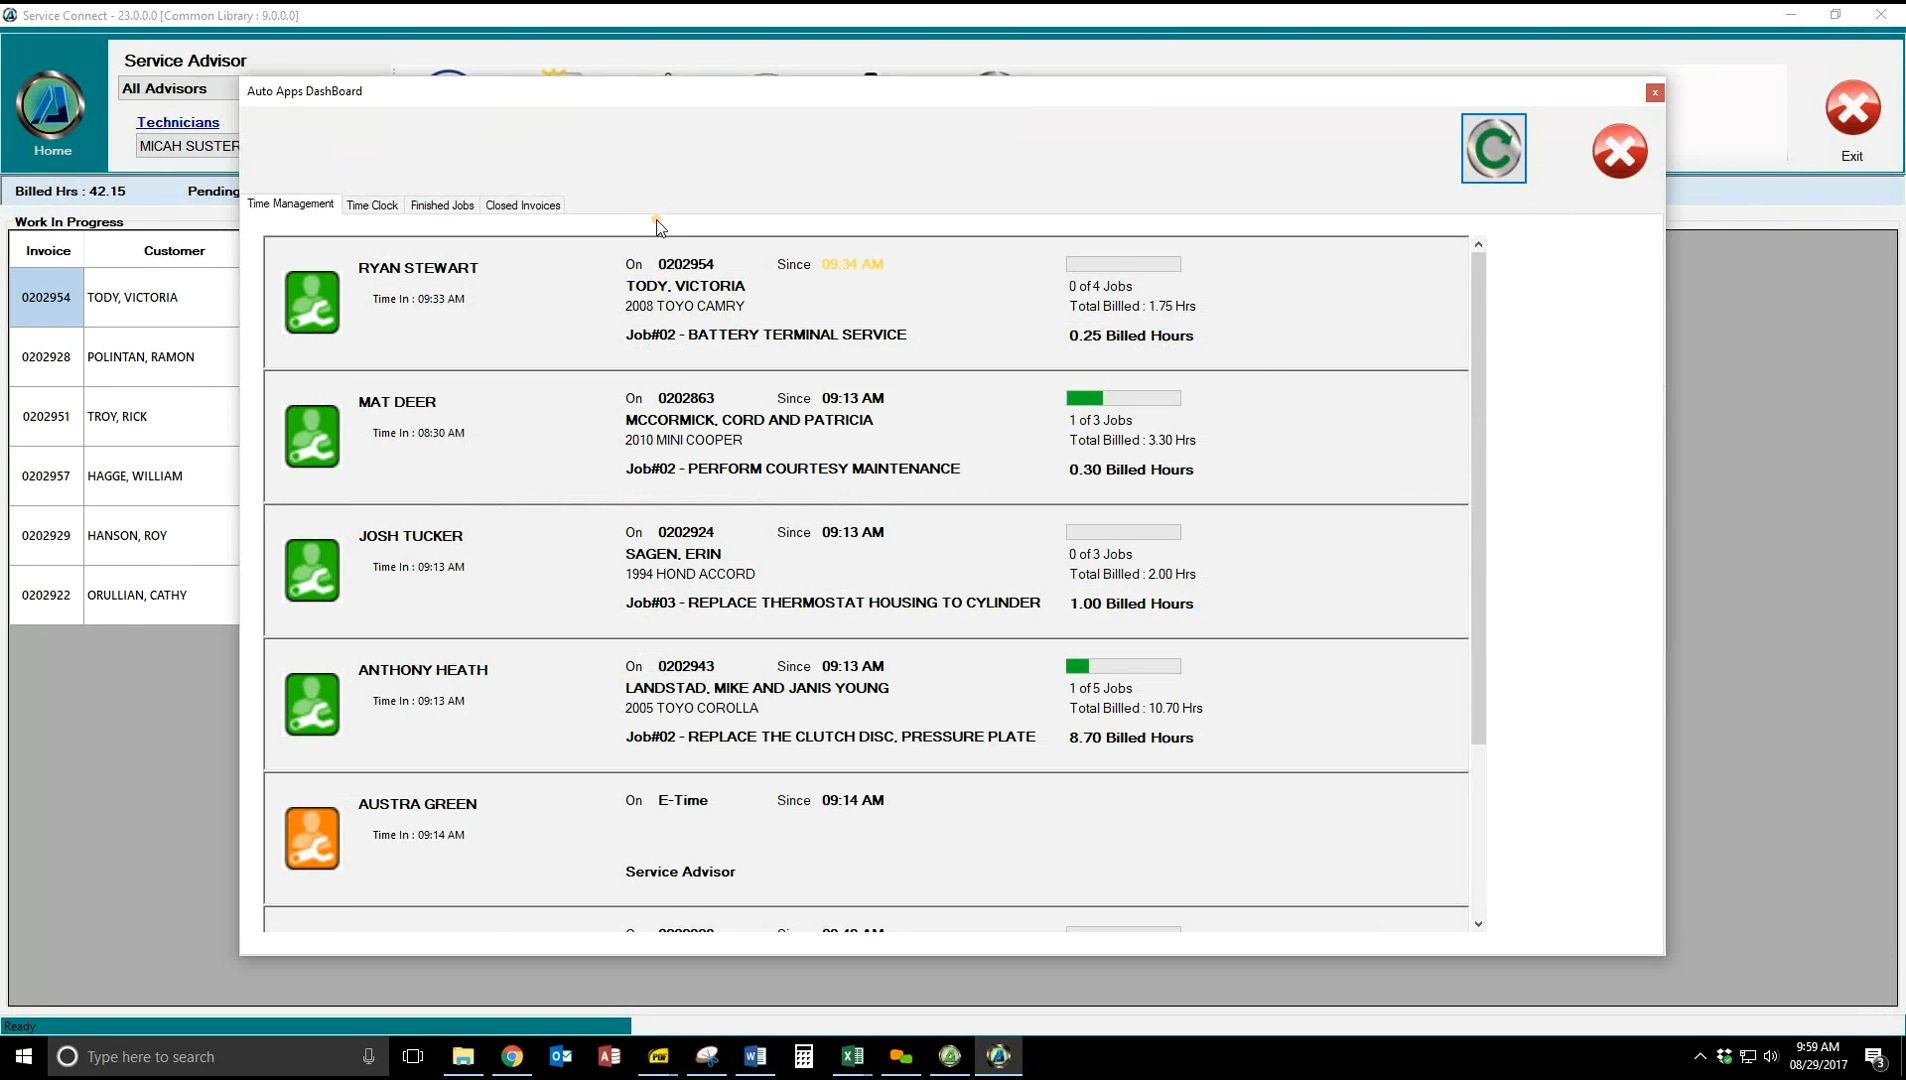 Service Connect - 23.0.0.0 [Common Library : 9.0.0.0]
Service Advisor
All Advisors
Technicians
MICAH SUSTER
Home
Exit
Billed Hrs : 42.15 Pending
Work In Progress
Invoice Customer
0202954 TODY, VICTORIA
0202928 POLINTAN, RAMON
0202951 TROY, RICK
0202957 HAGGE, WILLIAM
0202929 HANSON, ROY
0202922 ORULLIAN, CATHY
Auto Apps DashBoard
Time Management Time Clock Finished Jobs Closed Invoices
RYAN STEWART
Time In : 09:33 AM
On 0202954 Since 09:34 AM
TODY, VICTORIA
2008 TOYO CAMRY
Job#02 - BATTERY TERMINAL SERVICE
0 of 4 Jobs
Total Billled : 1.75 Hrs
0.25 Billed Hours
MAT DEER
Time In : 08:30 AM
On 0202863 Since 09:13 AM
MCCORMICK, CORD AND PATRICIA
2010 MINI COOPER
Job#02 - PERFORM COURTESY MAINTENANCE
1 of 3 Jobs
Total Billled : 3.30 Hrs
0.30 Billed Hours
JOSH TUCKER
Time In : 09:13 AM
On 0202924 Since 09:13 AM
SAGEN, ERIN
1994 HOND ACCORD
Job#03 - REPLACE THERMOSTAT HOUSING TO CYLINDER
0 of 3 Jobs
Total Billled : 2.00 Hrs
1.00 Billed Hours
ANTHONY HEATH
Time In : 09:13 AM
On 0202943 Since 09:13 AM
LANDSTAD, MIKE AND JANIS YOUNG
2005 TOYO COROLLA
Job#02 - REPLACE THE CLUTCH DISC, PRESSURE PLATE
1 of 5 Jobs
Total Billled : 10.70 Hrs
8.70 Billed Hours
AUSTRA GREEN
Time In : 09:14 AM
On E-Time Since 09:14 AM
Service Advisor
Ready
Type here to search
PDF
9:59 AM
08/29/2017
3